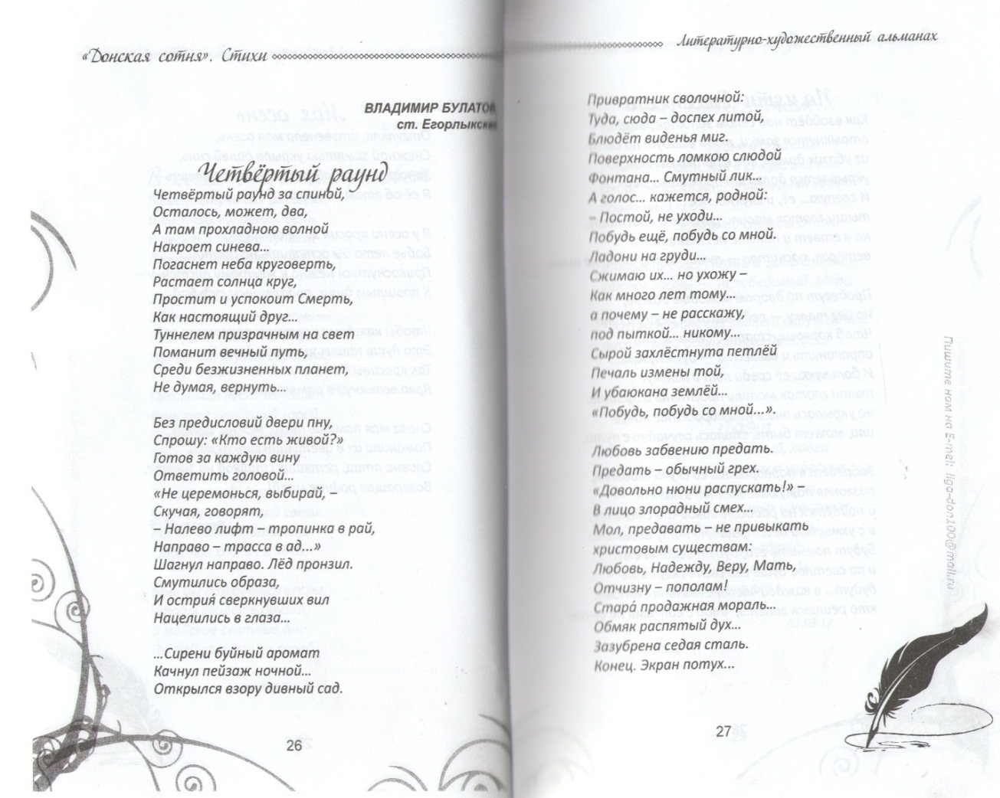 «Донская сотня». Стихи
ВЛАДИМИР БУЛАТОВ
ст. Егорлыкская
Четвёртый раунд
Четвёртый раунд за спиной,
Осталось, может, два,
А там прохладною волной
Накроет синева...
Погаснет неба круговерть,
Растает солнца круг,
Простит и успокоит Смерть,
Как настоящий друг...
Туннелем призрачным на свет
Поманит вечный путь,
Среди безжизненных планет,
Не думая, вернуть...
Без предисловий двери пну,
Спрошу: «Кто есть живой?»
Готов за каждую вину
Ответить головой...
«Не церемонься, выбирай, –
Скучая, говорят,
– Налево лифт – тропинка в рай,
Направо – трасса в ад...»
Шагнул направо. Лёд пронзил.
Смутились образа,
И острия́ сверкнувших вил
Нацелились в глаза...
...Сирени буйный аромат
Качнул пейзаж ночной...
Открылся взору дивный сад.
26
Литературно-художественный альманах
Привратник сволочной:
Туда, сюда – доспех литой,
Блюдёт виденья миг.
Поверхность ломкою слюдой
Фонтана... Смутный лик...
А голос... кажется, родной:
– Постой, не уходи...
Побудь ещё, побудь со мной.
Ладони на груди...
Сжимаю их... но ухожу –
Как много лет тому...
а почему – не расскажу,
под пыткой... никому...
Сырой захлёстнута петлёй
Печаль измены той,
И убаюкана землёй...
«Побудь, побудь со мной...».
Любовь забвению предать.
Предать – обычный грех.
«Довольно нюни распускать!» –
В лицо злорадный смех...
Мол, предавать – не привыкать
христовым существам:
Любовь, Надежду, Веру, Мать,
Отчизну – пополам!
Стара́ продажная мораль...
Обмяк распятый дух...
Зазубрена седая сталь.
Конец. Экран потух...
27
Пишите нам на E-mail: liga-don100@mail.ru